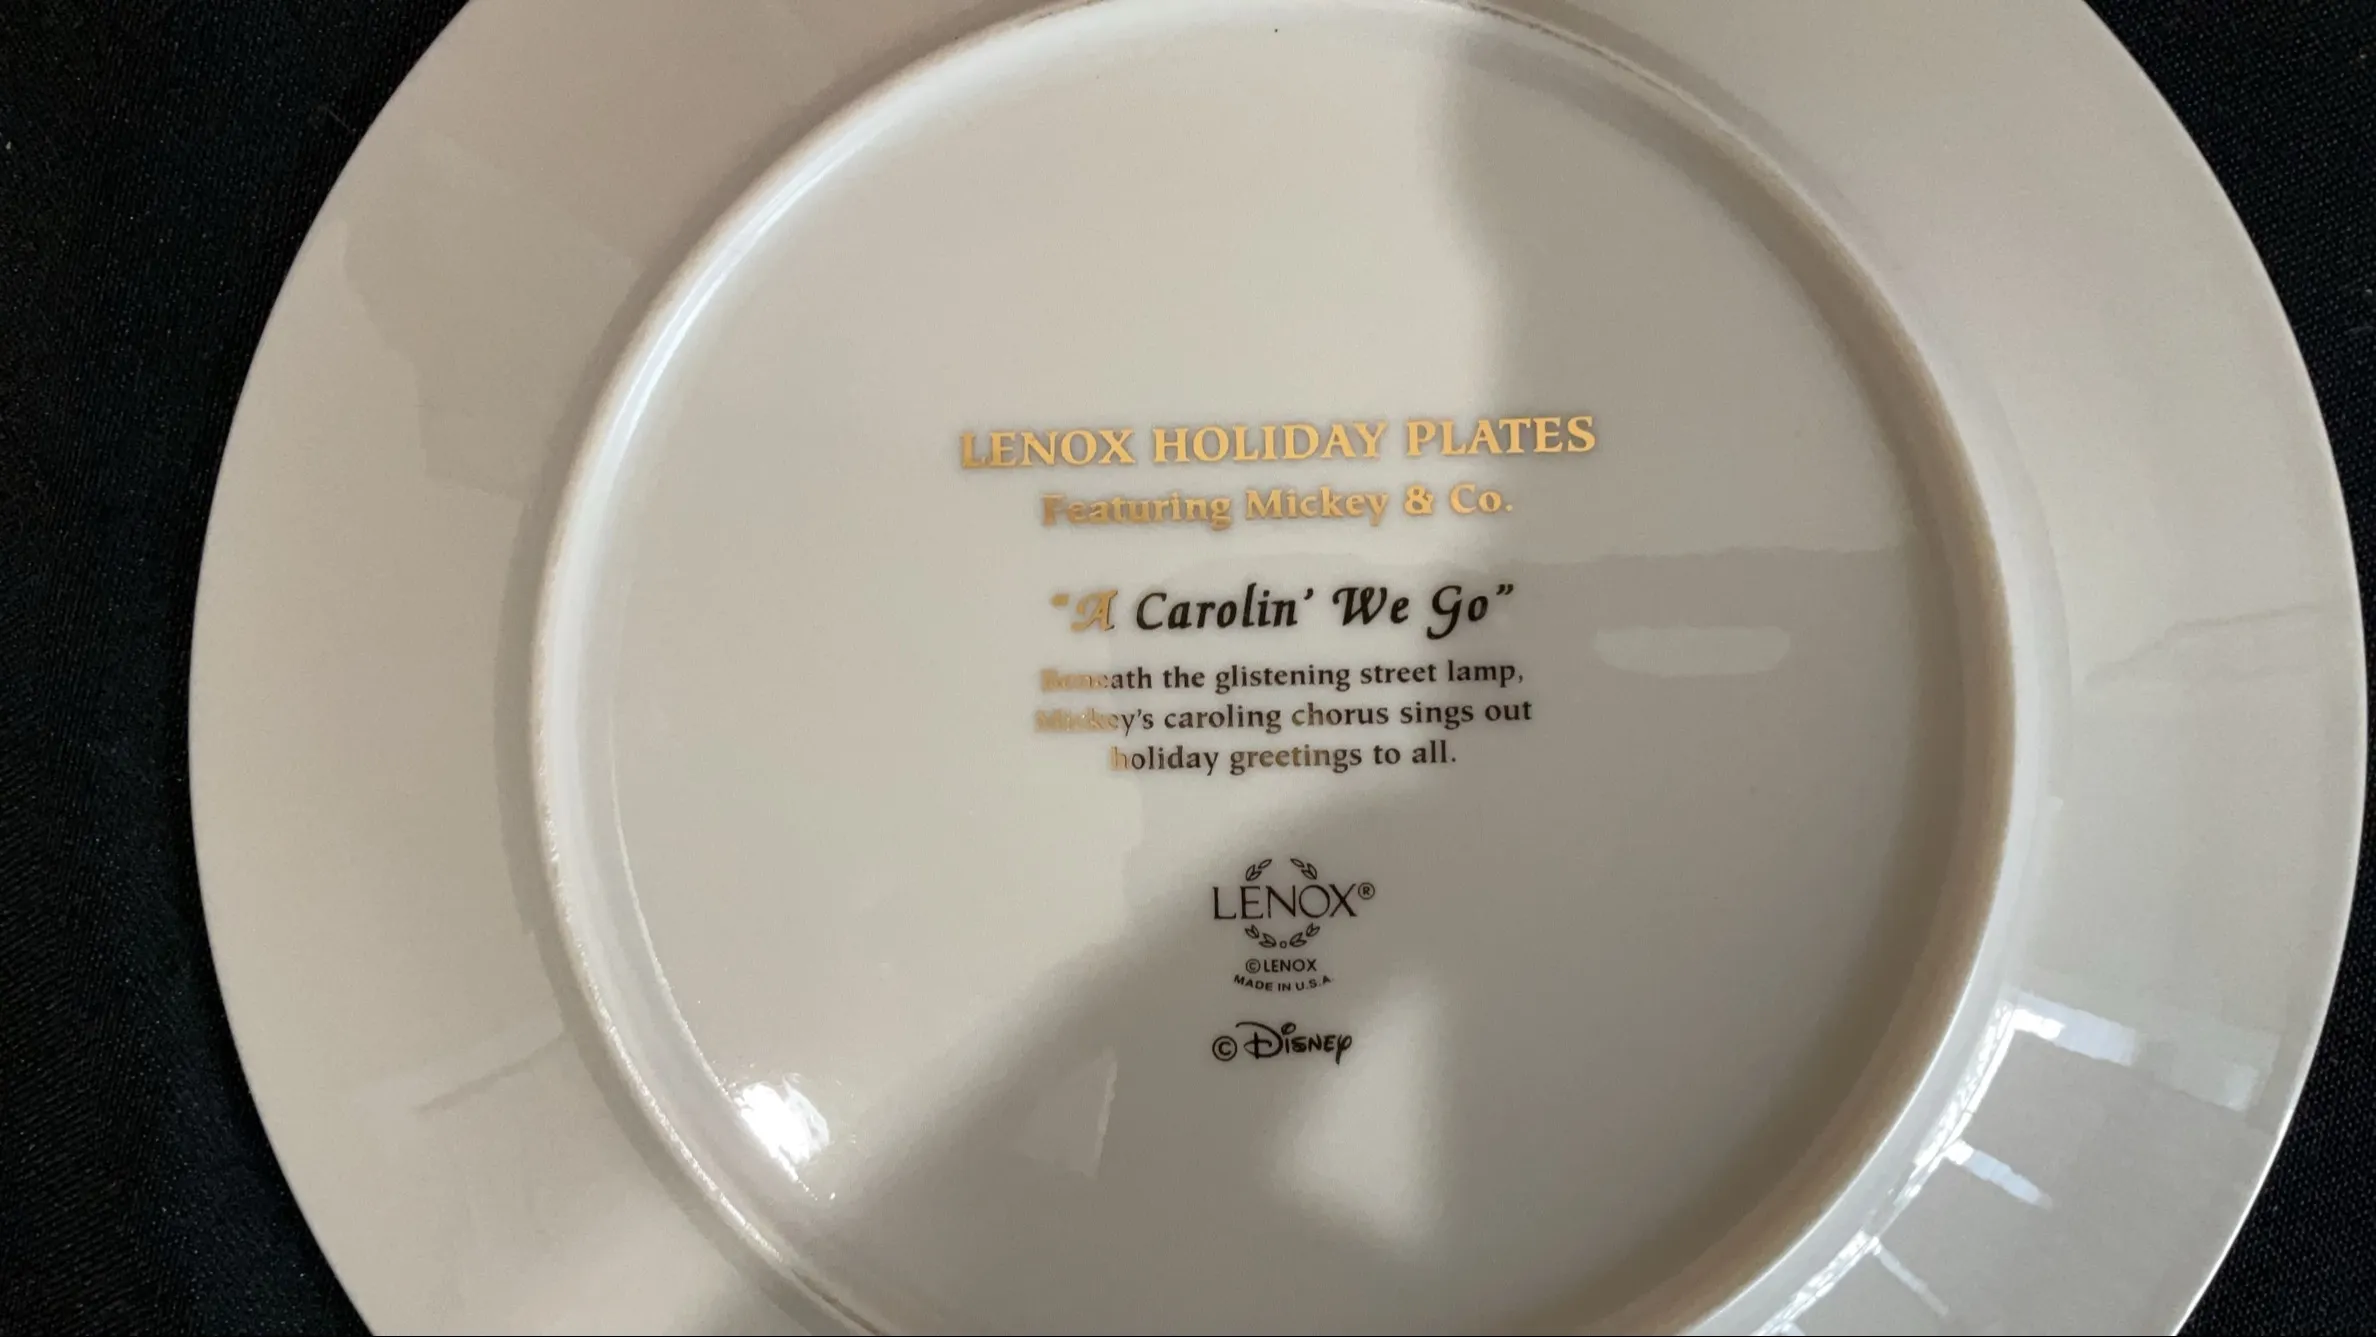 LENOX HOLIDAY PLATES
Featuring Mickey & Co.
“A Carolin’ We Go”
Beneath the glistening street lamp,
Mickey’s caroling chorus sings out
holiday greetings to all.
LENOX®
©LENOX
MADE IN U.S.A.
© Disney